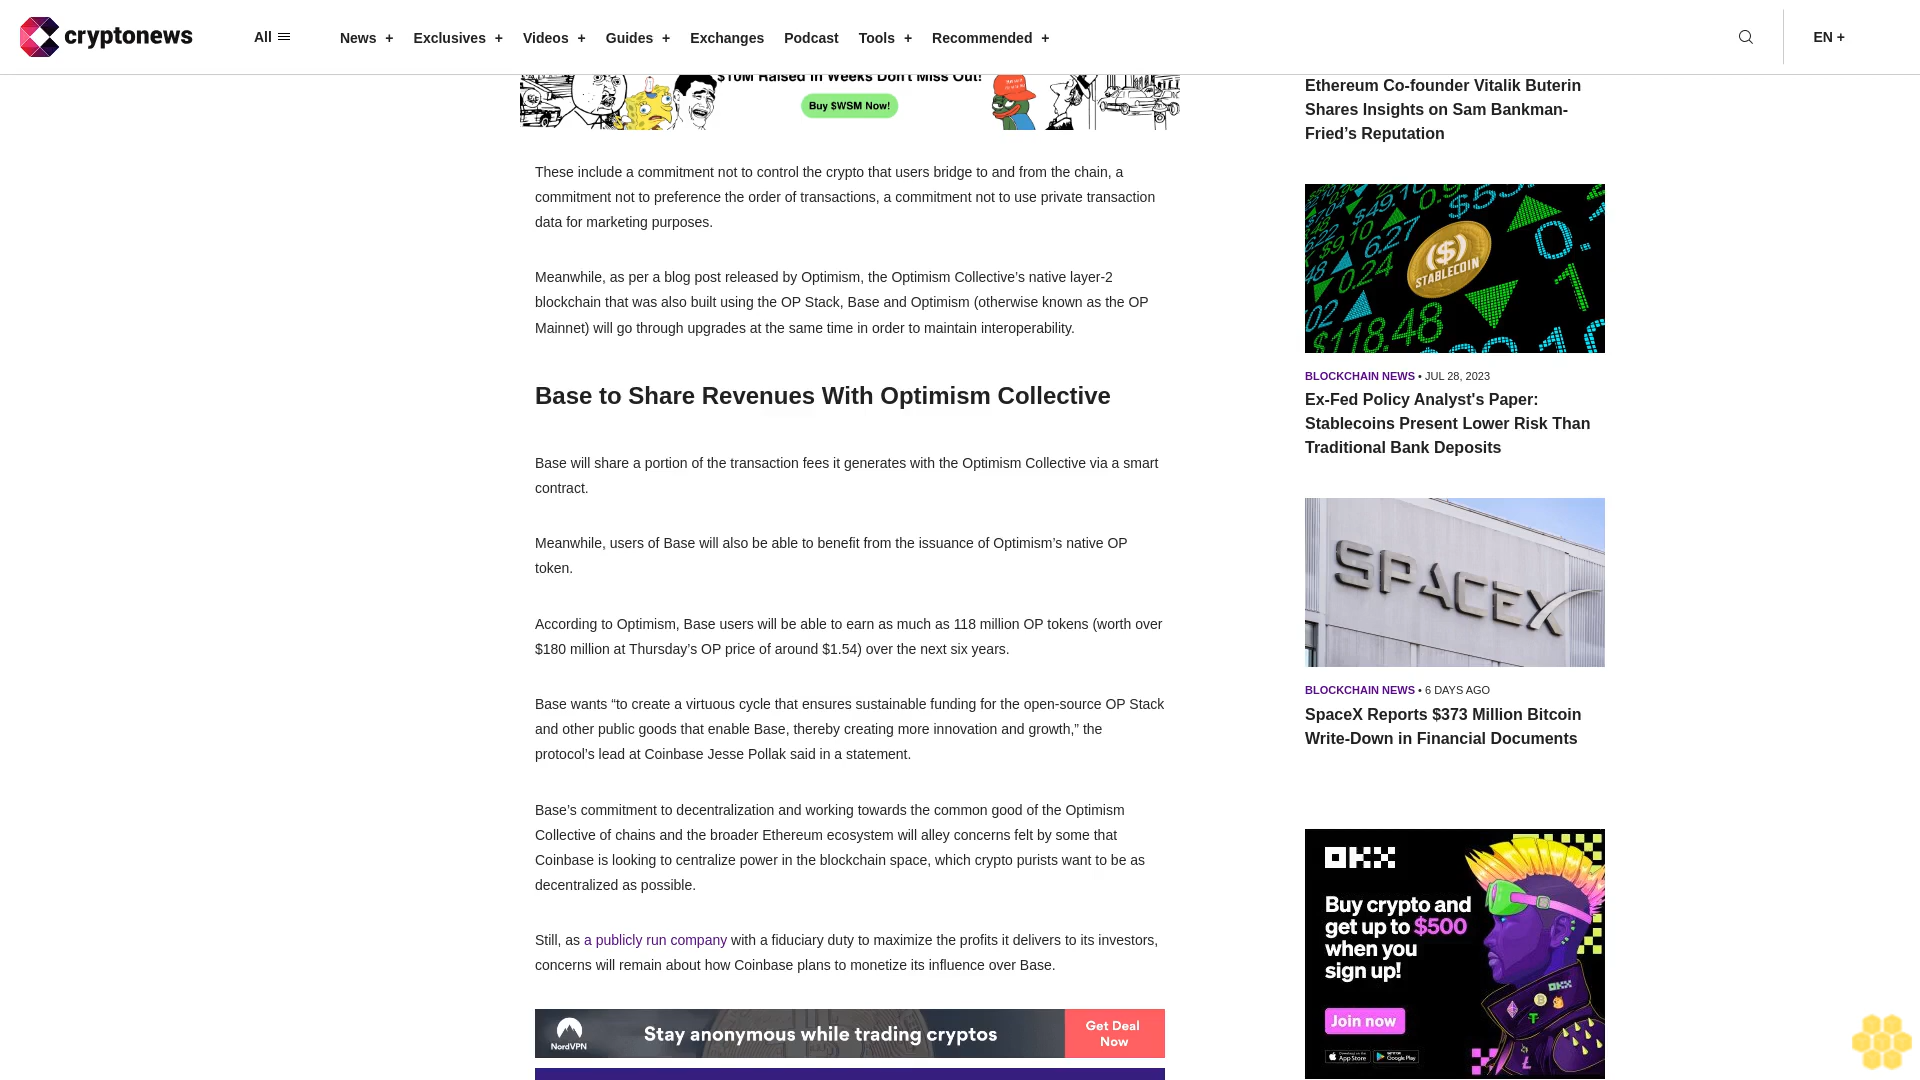 cryptonews
All
News +
Exclusives +
Videos +
Guides +
Exchanges
Podcast
Tools +
Recommended +
EN +
$10M Raised in Weeks Don't Miss Out!
Buy $WSM Now!
These include a commitment not to control the crypto that users bridge to and from the chain, a
commitment not to preference the order of transactions, a commitment not to use private transaction
data for marketing purposes.
Meanwhile, as per a blog post released by Optimism, the Optimism Collective’s native layer-2
blockchain that was also built using the OP Stack, Base and Optimism (otherwise known as the OP
Mainnet) will go through upgrades at the same time in order to maintain interoperability.
Base to Share Revenues With Optimism Collective
Base will share a portion of the transaction fees it generates with the Optimism Collective via a smart
contract.
Meanwhile, users of Base will also be able to benefit from the issuance of Optimism’s native OP
token.
According to Optimism, Base users will be able to earn as much as 118 million OP tokens (worth over
$180 million at Thursday’s OP price of around $1.54) over the next six years.
Base wants “to create a virtuous cycle that ensures sustainable funding for the open-source OP Stack
and other public goods that enable Base, thereby creating more innovation and growth,” the
protocol’s lead at Coinbase Jesse Pollak said in a statement.
Base’s commitment to decentralization and working towards the common good of the Optimism
Collective of chains and the broader Ethereum ecosystem will alley concerns felt by some that
Coinbase is looking to centralize power in the blockchain space, which crypto purists want to be as
decentralized as possible.
Still, as a publicly run company with a fiduciary duty to maximize the profits it delivers to its investors,
concerns will remain about how Coinbase plans to monetize its influence over Base.
NordVPN
Stay anonymous while trading cryptos
Get Deal
Now
Ethereum Co-founder Vitalik Buterin
Shares Insights on Sam Bankman-
Fried’s Reputation
$49.10
$9.10
6.27
0.24
$118.48
($)
STABLECOIN
BLOCKCHAIN NEWS • JUL 28, 2023
Ex-Fed Policy Analyst's Paper:
Stablecoins Present Lower Risk Than
Traditional Bank Deposits
SPACEX
BLOCKCHAIN NEWS • 6 DAYS AGO
SpaceX Reports $373 Million Bitcoin
Write-Down in Financial Documents
OKX
Buy crypto and
get up to $500
when you
sign up!
Join now
App Store
Google Play